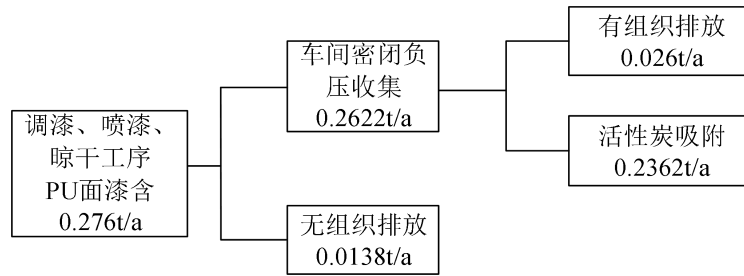 调漆、喷漆、
晾干工序
PU面漆含
0.276t/a
车间密闭负
压收集
0.2622t/a
无组织排放
0.0138t/a
有组织排放
0.026t/a
活性炭吸附
0.2362t/a